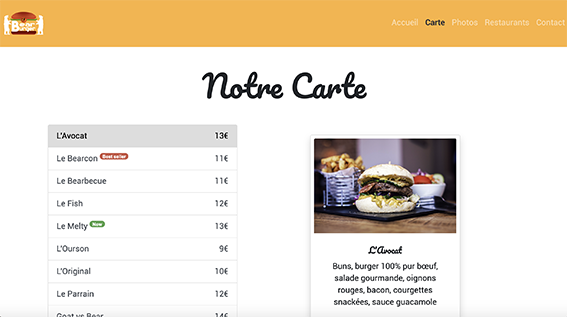 Burger
Accueil Carte Photos Restaurants Contact
Notre Carte
L'Avocat 13€
Le Bearcon Best seller 11€
Le Bearbecue 11€
Le Fish 12€
Le Melty New 13€
L'Ourson 9€
L'Original 10€
Le Parrain 12€
Goat vs Bear 14€
L'Avocat
Buns, burger 100% pur bœuf,
salade gourmande, oignons
rouges, bacon, courgettes
snackées, sauce guacamole